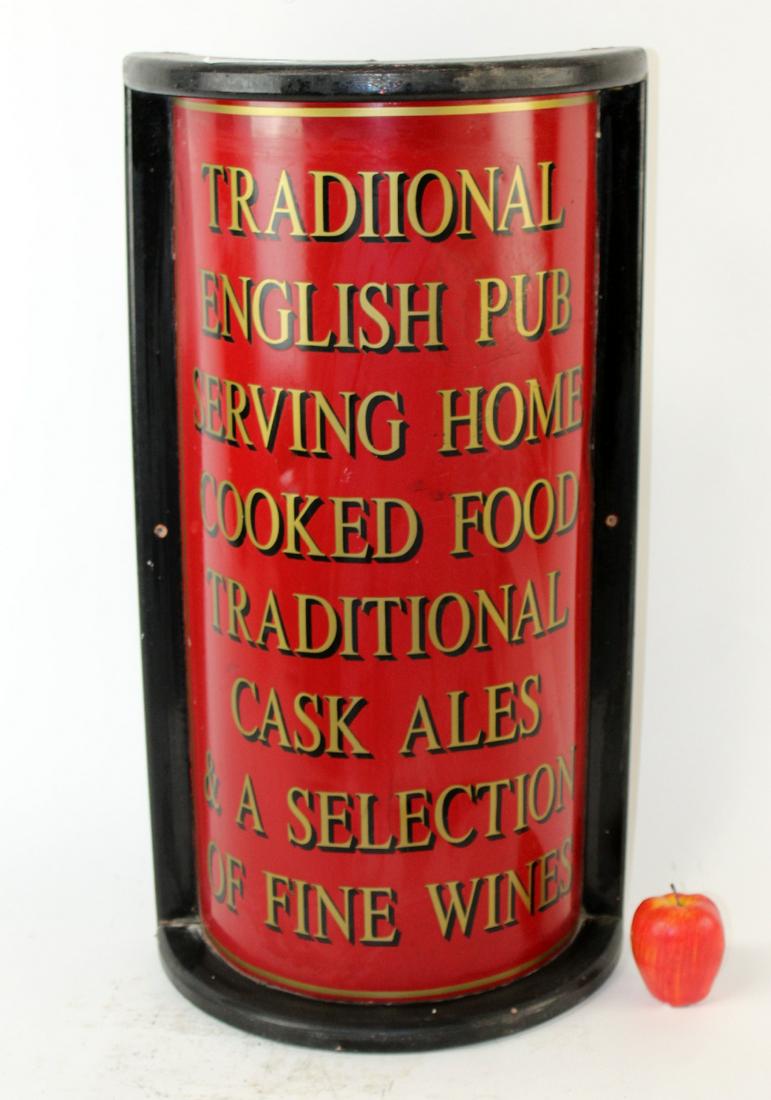 TRADIIONAL
ENGLISH PUB
SERVING HOME
COOKED FOOD
TRADITIONAL
CASK ALES
& A SELECTION
OF FINE WINES